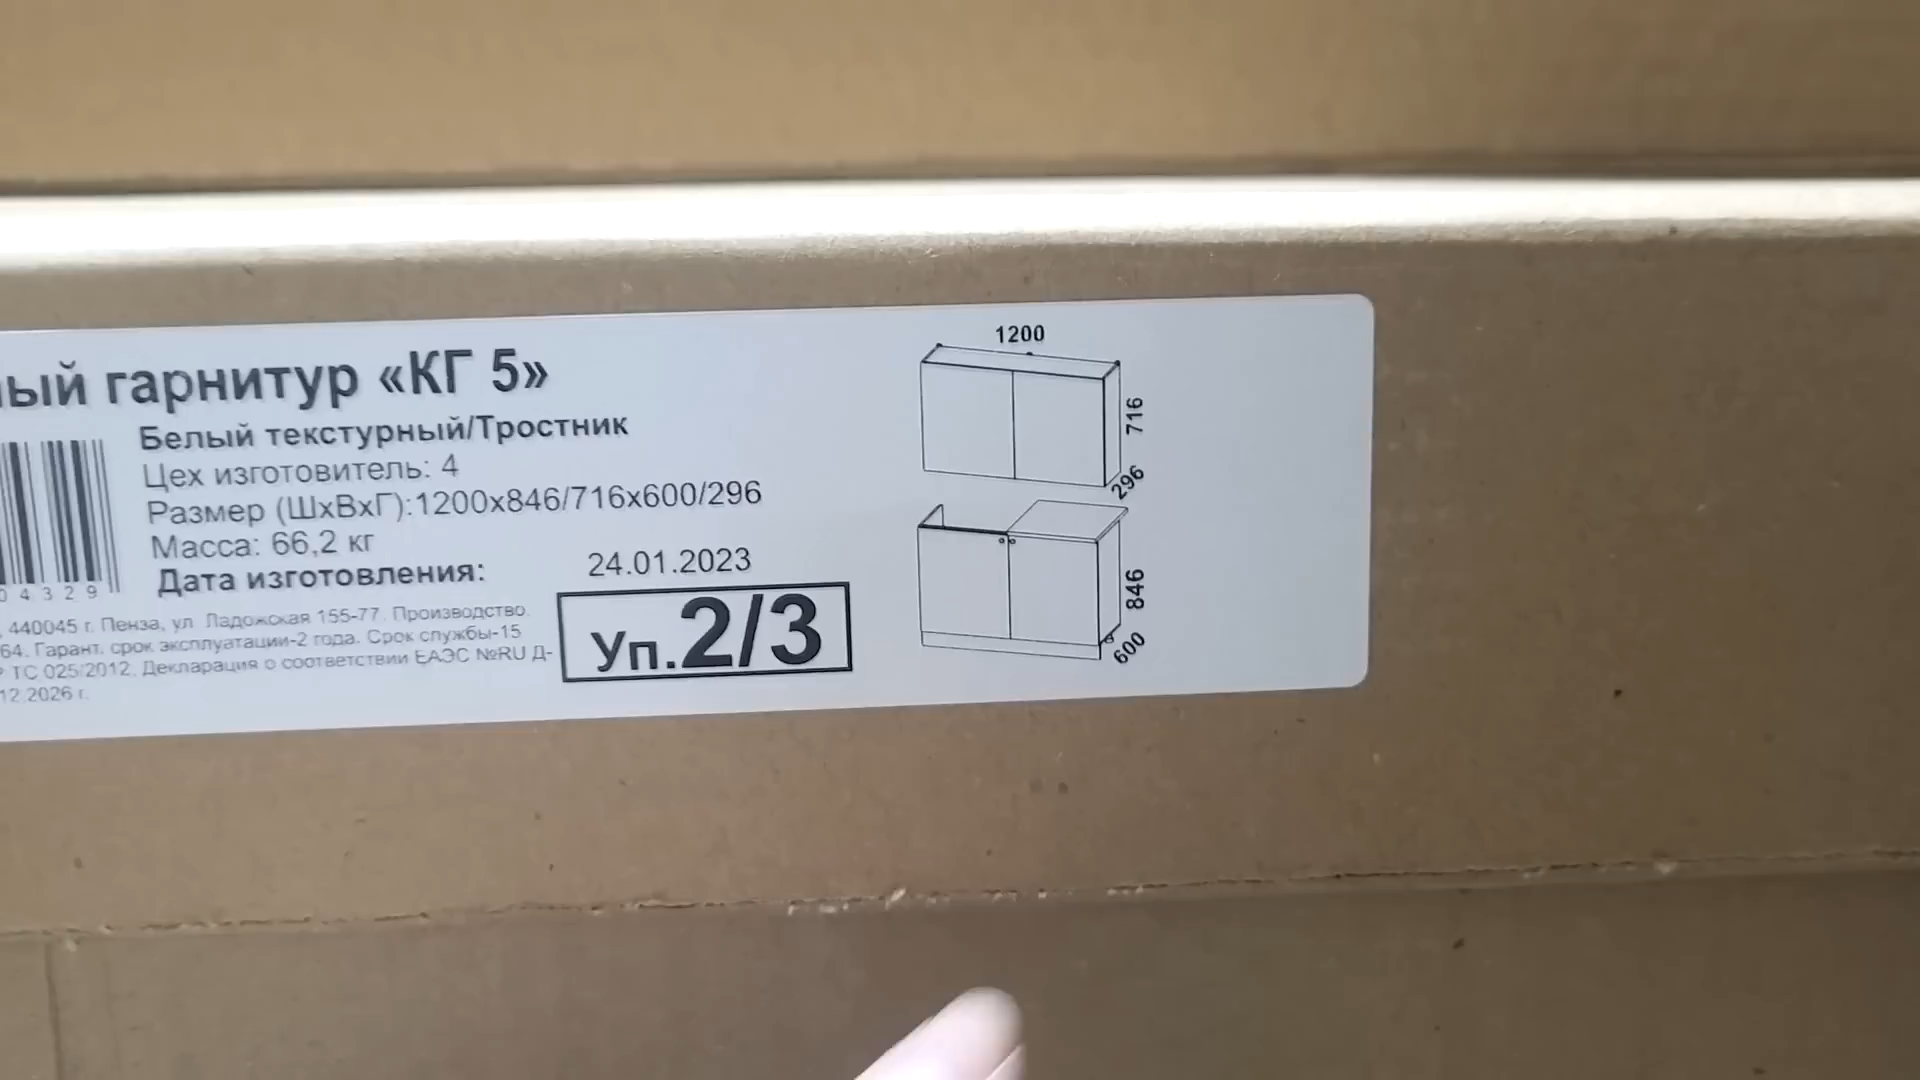 гарнитур «КГ 5»
Белый текстурный/Тростник
Цех изготовитель: 4
Размер (ШхВхГ):1200х846/716х600/296
Масса: 66,2 кг
Дата изготовления: 24.01.2023
04329
440045 г. Пенза, ул. Ладожская 155-77. Производство.
64. Гарант. срок эксплуатации-2 года. Срок службы-15
ТС 025/2012. Декларация о соответствии ЕАЭС №RU Д-
12.2026 г.
Уп.2/3
1200
716
296
846
600